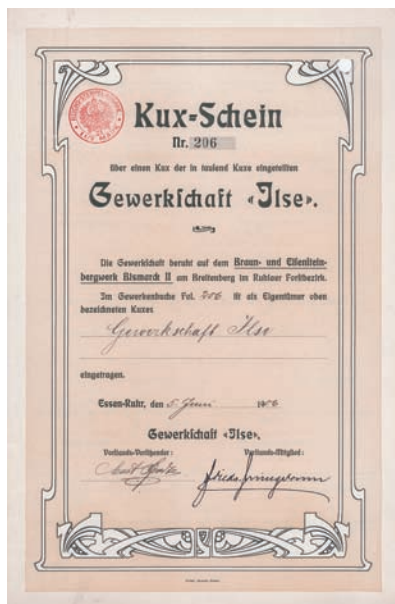 Kux-Schein
Nr. 206
über einen Kux der in tausend Kuxe eingeteilten
Gewerkschaft «Ilse».
Die Gewerkschaft beruht auf dem Braun- und Eisenstein-
bergwerk Bismarck II am Breitenberg im Ruhlaer Forstbezirk.
Im Gewerkenbuche Fol. 206 ist als Eigentümer oben
bezeichneten Kuxes
Gewerkschaft Ilse
eingetragen.
Essen-Ruhr, den 5. Juni 1906
Gewerkschaft «Ilse».
Vorstands-Vorsitzender: Vorstands-Mitglied: